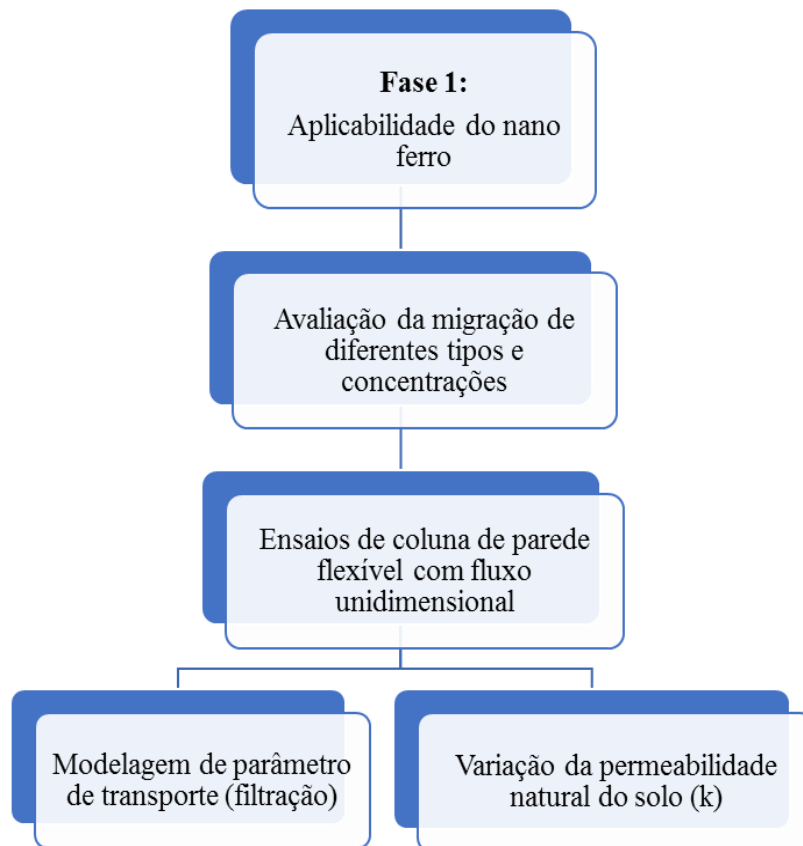 Fase 1:
Aplicabilidade do nano
ferro
Avaliação da migração de
diferentes tipos e
concentrações
Ensaios de coluna de parede
flexível com fluxo
unidimensional
Modelagem de parâmetro
de transporte (filtração)
Variação da permeabilidade
natural do solo (k)